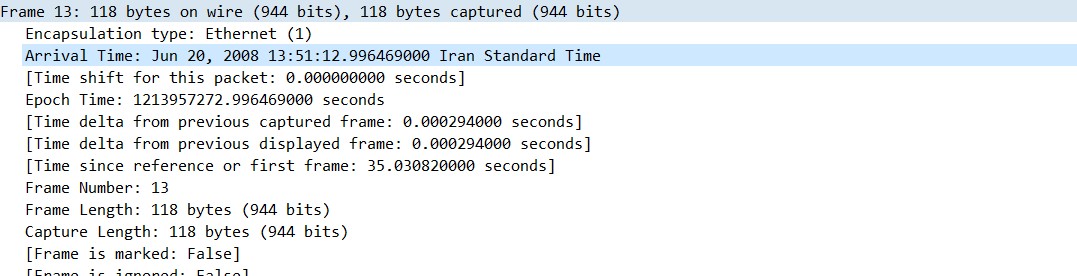 Frame 13: 118 bytes on wire (944 bits), 118 bytes captured (944 bits)
Encapsulation type: Ethernet (1)
Arrival Time: Jun 20, 2008 13:51:12.996469000 Iran Standard Time
[Time shift for this packet: 0.000000000 seconds]
Epoch Time: 1213957272.996469000 seconds
[Time delta from previous captured frame: 0.000294000 seconds]
[Time delta from previous displayed frame: 0.000294000 seconds]
[Time since reference or first frame: 35.030820000 seconds]
Frame Number: 13
Frame Length: 118 bytes (944 bits)
Capture Length: 118 bytes (944 bits)
[Frame is marked: False]
[Frame is ignored: False]